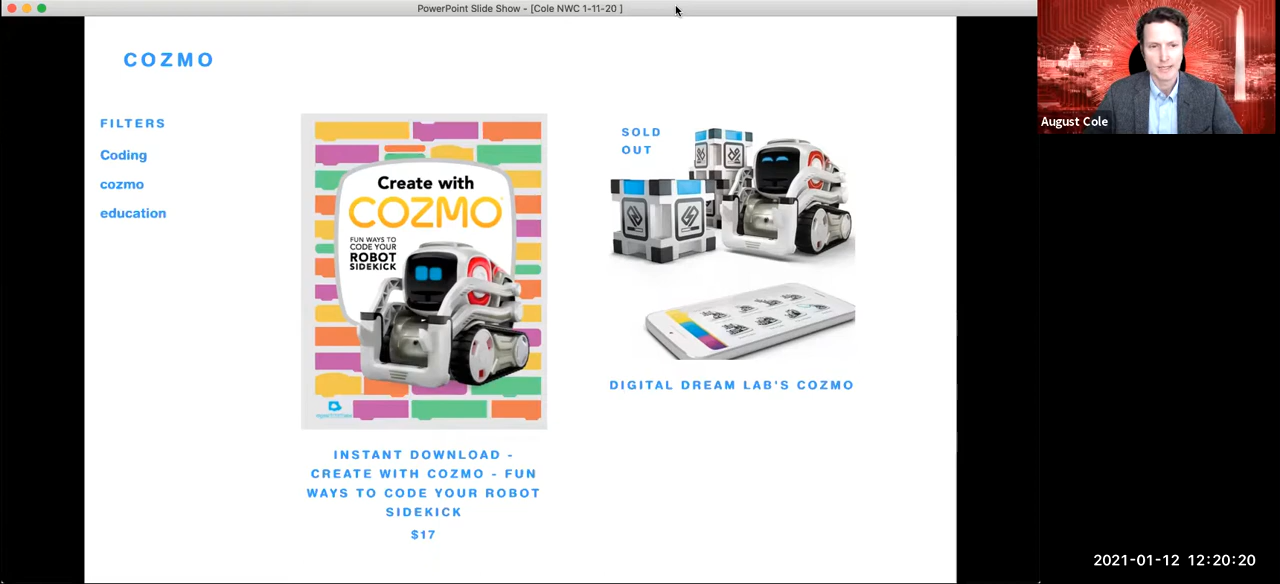 PowerPoint Slide Show - [Cole NWC 1-11-20 ]
COZMO
FILTERS
Coding
cozmo
education
Create with
COZMO
FUN WAYS TO
CODE YOUR
ROBOT
SIDEKICK
SOLD
OUT
DIGITAL DREAM LAB'S COZMO
INSTANT DOWNLOAD -
CREATE WITH COZMO - FUN
WAYS TO CODE YOUR ROBOT
SIDEKICK
$17
August Cole
2021-01-12 12:20:20